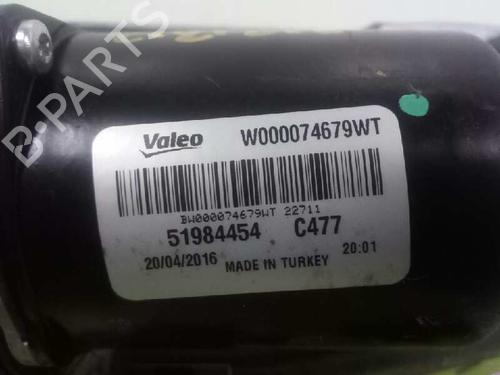 Valeo W000074679WT
BW000074679WT 22711
51984454 C477
20/04/2016 MADE IN TURKEY 20:01
B-PARTS